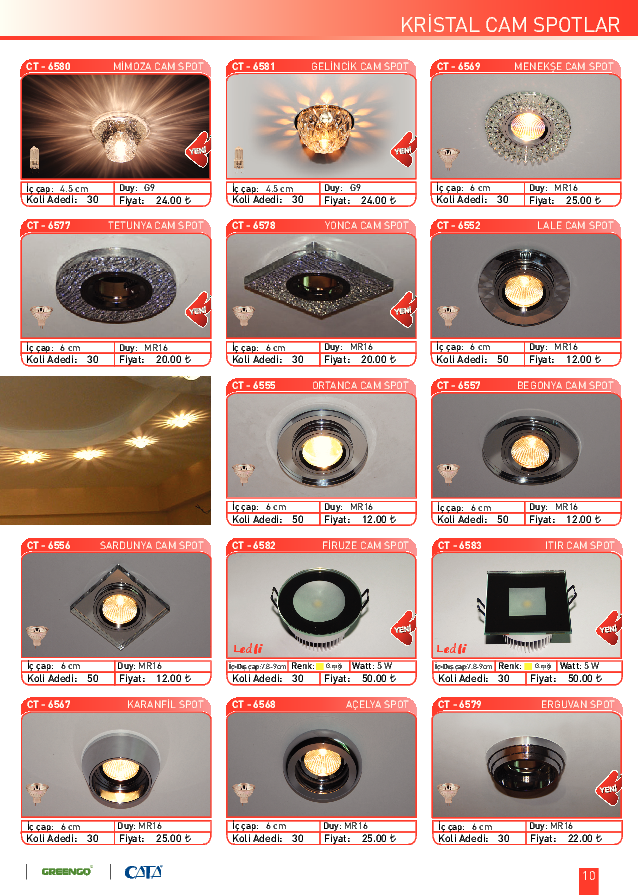 KRİSTAL CAM SPOTLAR
CT - 6580 MİMOZA CAM SPOT
YENİ
İç çap: 4.5 cm Duy: G9
Koli Adedi: 30 Fiyat: 24.00 ₺
CT - 6581 GELİNCİK CAM SPOT
YENİ
İç çap: 4.5 cm Duy: G9
Koli Adedi: 30 Fiyat: 24.00 ₺
CT - 6569 MENEKŞE CAM SPOT
YENİ
İç çap: 6 cm Duy: MR16
Koli Adedi: 30 Fiyat: 25.00 ₺
CT - 6577 TETUNYA CAM SPOT
YENİ
İç çap: 6 cm Duy: MR16
Koli Adedi: 30 Fiyat: 20.00 ₺
CT - 6578 YONCA CAM SPOT
YENİ
İç çap: 6 cm Duy: MR16
Koli Adedi: 30 Fiyat: 20.00 ₺
CT - 6552 LALE CAM SPOT
İç çap: 6 cm Duy: MR16
Koli Adedi: 50 Fiyat: 12.00 ₺
CT - 6555 ORTANCA CAM SPOT
İç çap: 6 cm Duy: MR16
Koli Adedi: 50 Fiyat: 12.00 ₺
CT - 6557 BEGONYA CAM SPOT
İç çap: 6 cm Duy: MR16
Koli Adedi: 50 Fiyat: 12.00 ₺
CT - 6556 SARDUNYA CAM SPOT
İç çap: 6 cm Duy: MR16
Koli Adedi: 50 Fiyat: 12.00 ₺
CT - 6582 FİRUZE CAM SPOT
Ledli
YENİ
İç-Dış çap:7.8-9cm Renk: G.ışığı Watt: 5 W
Koli Adedi: 30 Fiyat: 50.00 ₺
CT - 6583 ITIR CAM SPOT
Ledli
YENİ
İç-Dış çap:7.8-9cm Renk: G.ışığı Watt: 5 W
Koli Adedi: 30 Fiyat: 50.00 ₺
CT - 6567 KARANFİL SPOT
İç çap: 6 cm Duy: MR16
Koli Adedi: 30 Fiyat: 25.00 ₺
CT - 6568 AÇELYA SPOT
İç çap: 6 cm Duy: MR16
Koli Adedi: 30 Fiyat: 25.00 ₺
CT - 6579 ERGUVAN SPOT
YENİ
İç çap: 6 cm Duy: MR16
Koli Adedi: 30 Fiyat: 22.00 ₺
GREENGO CATA 10